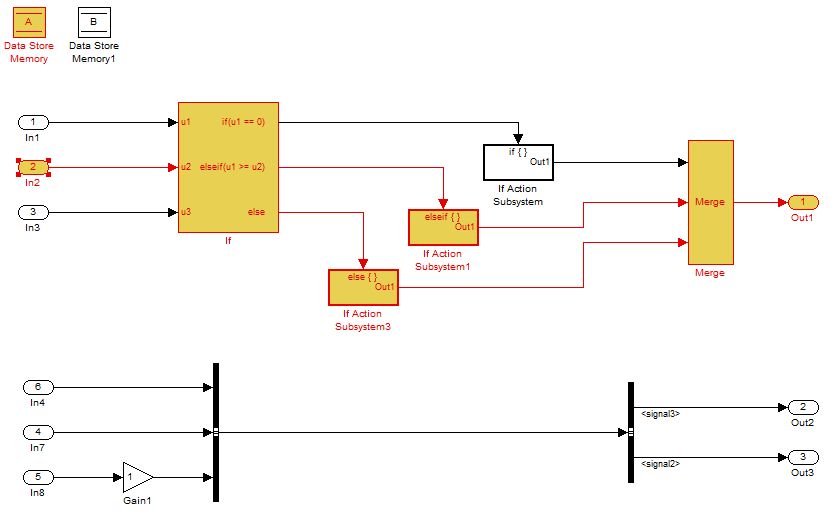 A
B
Data Store
Memory
Data Store
Memory1
1
In1
2
In2
3
In3
u1
if(u1 == 0)
u2
elseif(u1 >= u2)
u3
else
If
if { }
Out1
If Action
Subsystem
elseif { }
Out1
If Action
Subsystem1
else { }
Out1
If Action
Subsystem3
Merge
Merge
1
Out1
6
In4
4
In7
5
In8
1
Gain1
<signal3>
<signal2>
2
Out2
3
Out3